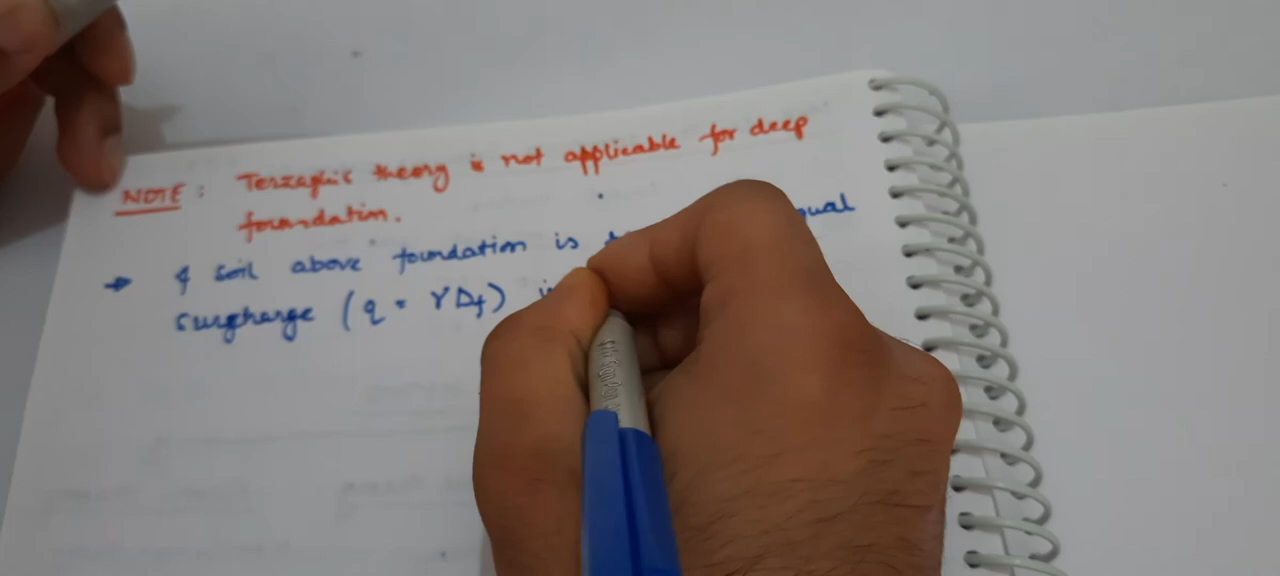 NOTE : Terzaghi's theory is not applicable for deep
foundation.
→ If soil above foundation is
surcharge (q = γDf)